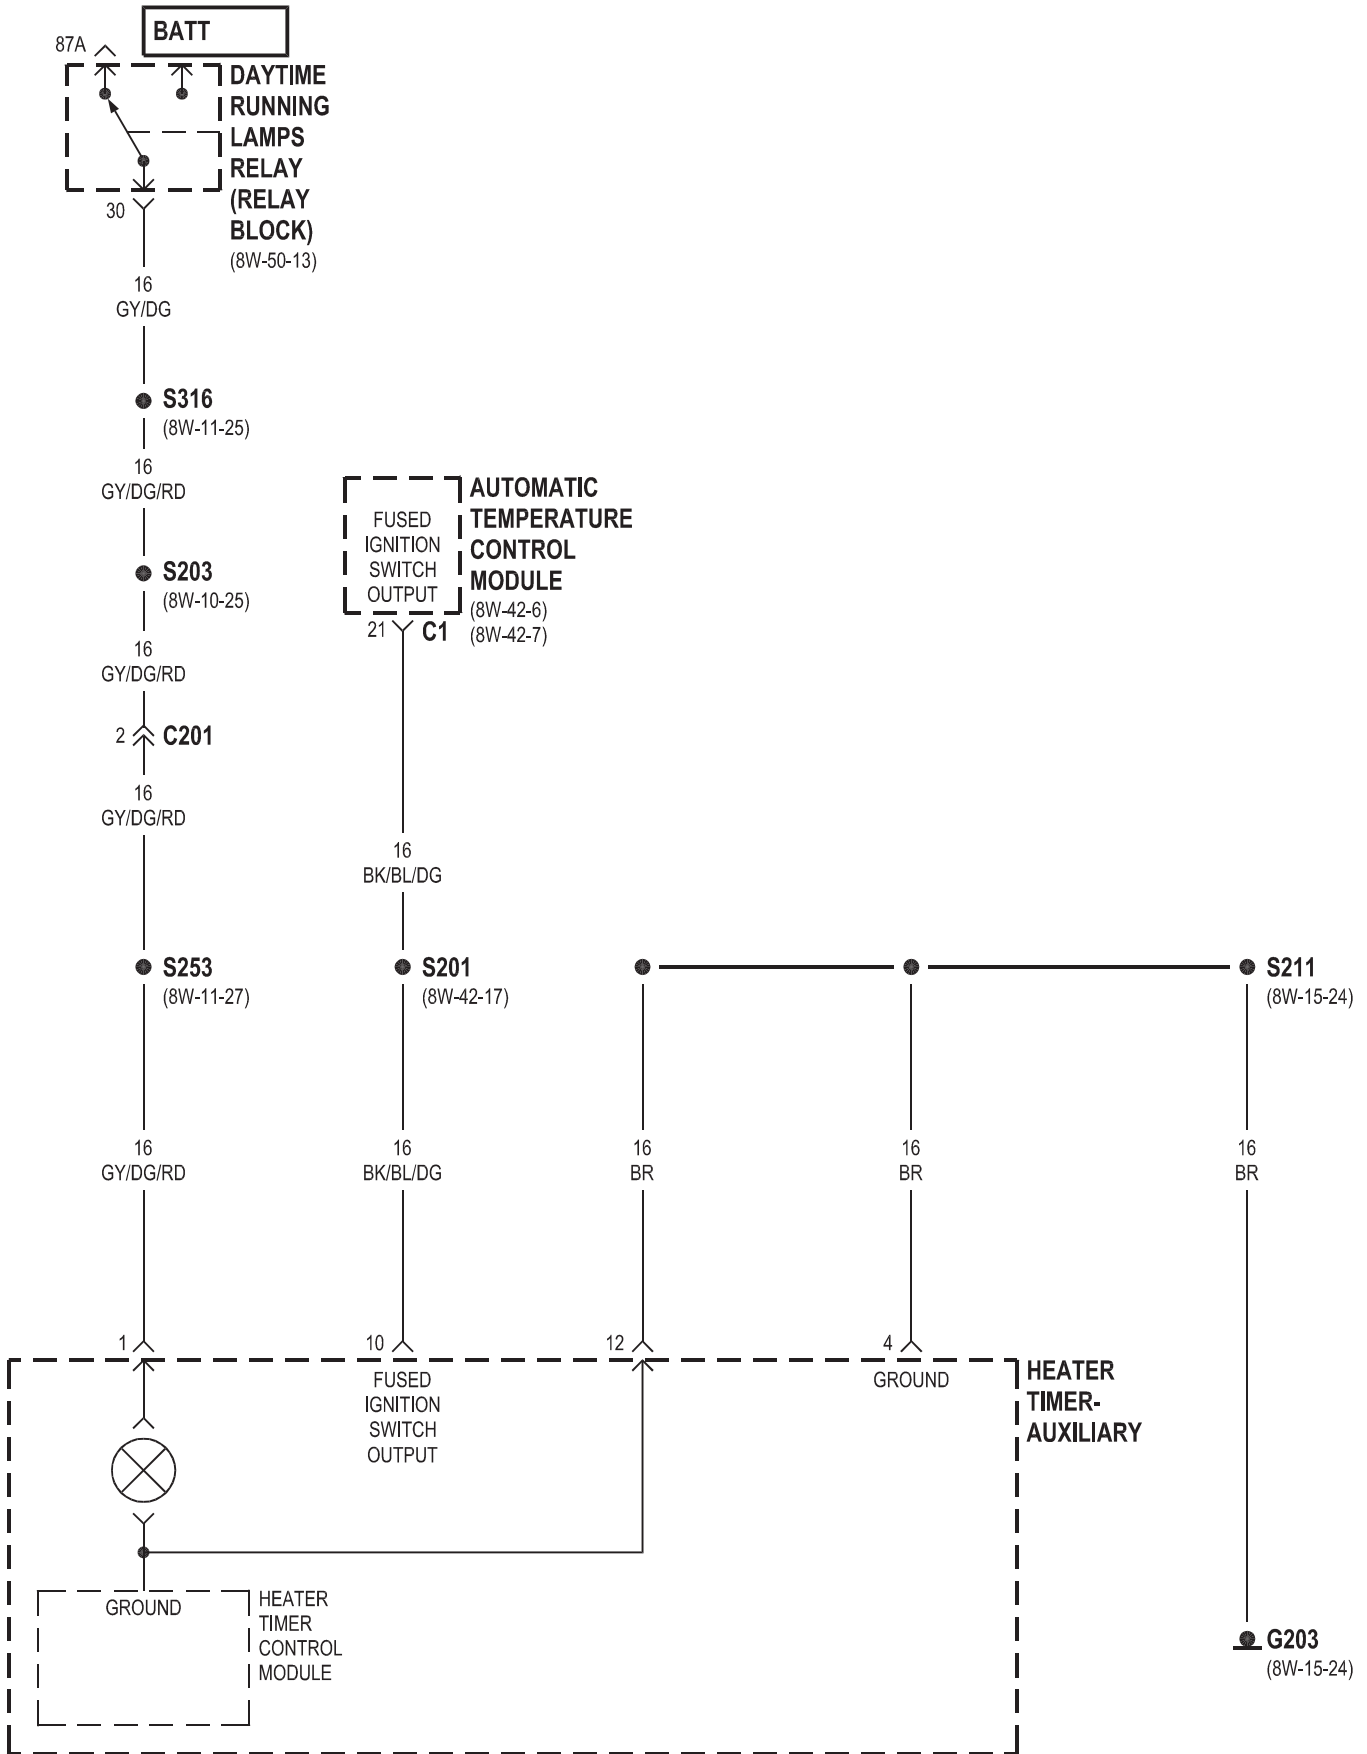 BATT
87A
DAYTIME
RUNNING
LAMPS
RELAY
(RELAY
BLOCK)
(8W-50-13)
30
16
GY/DG
S316
(8W-11-25)
16
GY/DG/RD
S203
(8W-10-25)
16
GY/DG/RD
2
C201
16
GY/DG/RD
S253
(8W-11-27)
16
GY/DG/RD
1
FUSED
IGNITION
SWITCH
OUTPUT
AUTOMATIC
TEMPERATURE
CONTROL
MODULE
(8W-42-6)
(8W-42-7)
21
C1
16
BK/BL/DG
S201
(8W-42-17)
16
BK/BL/DG
10
FUSED
IGNITION
SWITCH
OUTPUT
16
BR
12
16
BR
4
GROUND
S211
(8W-15-24)
16
BR
G203
(8W-15-24)
HEATER
TIMER-
AUXILIARY
GROUND
HEATER
TIMER
CONTROL
MODULE